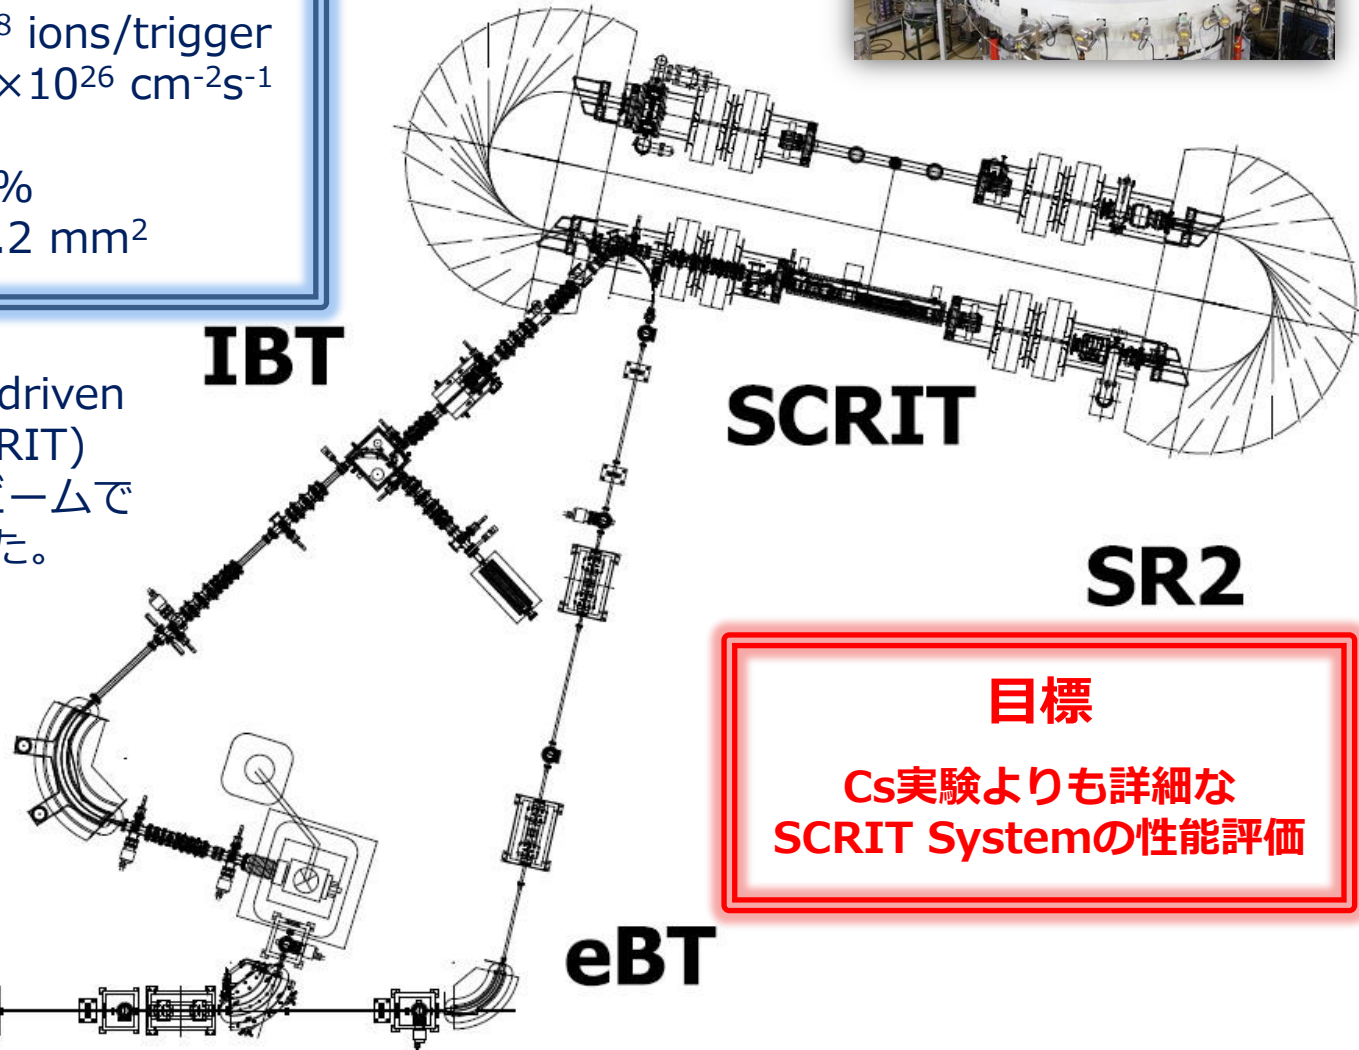 8 ions/trigger
×10²⁶ cm⁻²s⁻¹
%
.2 mm²
IBT
driven
RIT)
ビームで
た。
SCRIT
SR2
目標
Cs実験よりも詳細な
SCRIT Systemの性能評価
eBT